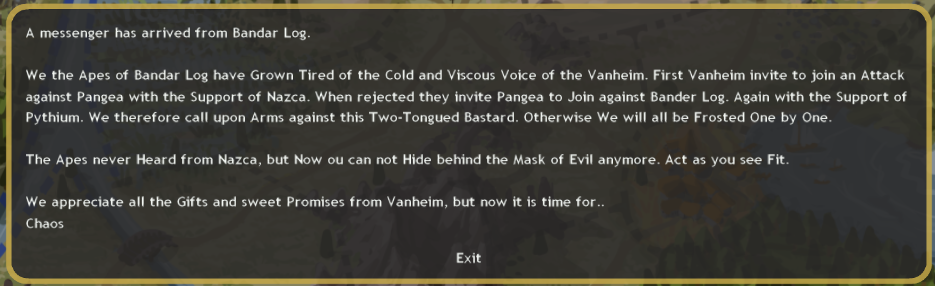 A messenger has arrived from Bandar Log.
We the Apes of Bandar Log have Grown Tired of the Cold and Viscous Voice of the Vanheim. First Vanheim invite to join an Attack
against Pangea with the Support of Nazca. When rejected they invite Pangea to Join against Bander Log. Again with the Support of
Pythium. We therefore call upon Arms against this Two-Tongued Bastard. Otherwise We will all be Frosted One by One.
The Apes never Heard from Nazca, but Now ou can not Hide behind the Mask of Evil anymore. Act as you see Fit.
We appreciate all the Gifts and sweet Promises from Vanheim, but now it is time for..
Chaos
Exit